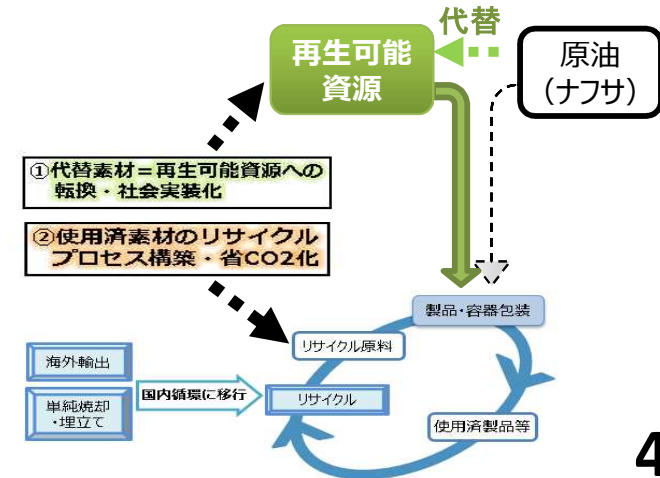 代替
再生可能
資源
原油
（ナフサ）
①代替素材＝再生可能資源への
転換・社会実装化
②使用済素材のリサイクル
プロセス構築・省CO2化
製品・容器包装
リサイクル原料
海外輸出
国内循環に移行
リサイクル
単純焼却
・埋立て
使用済製品等
4